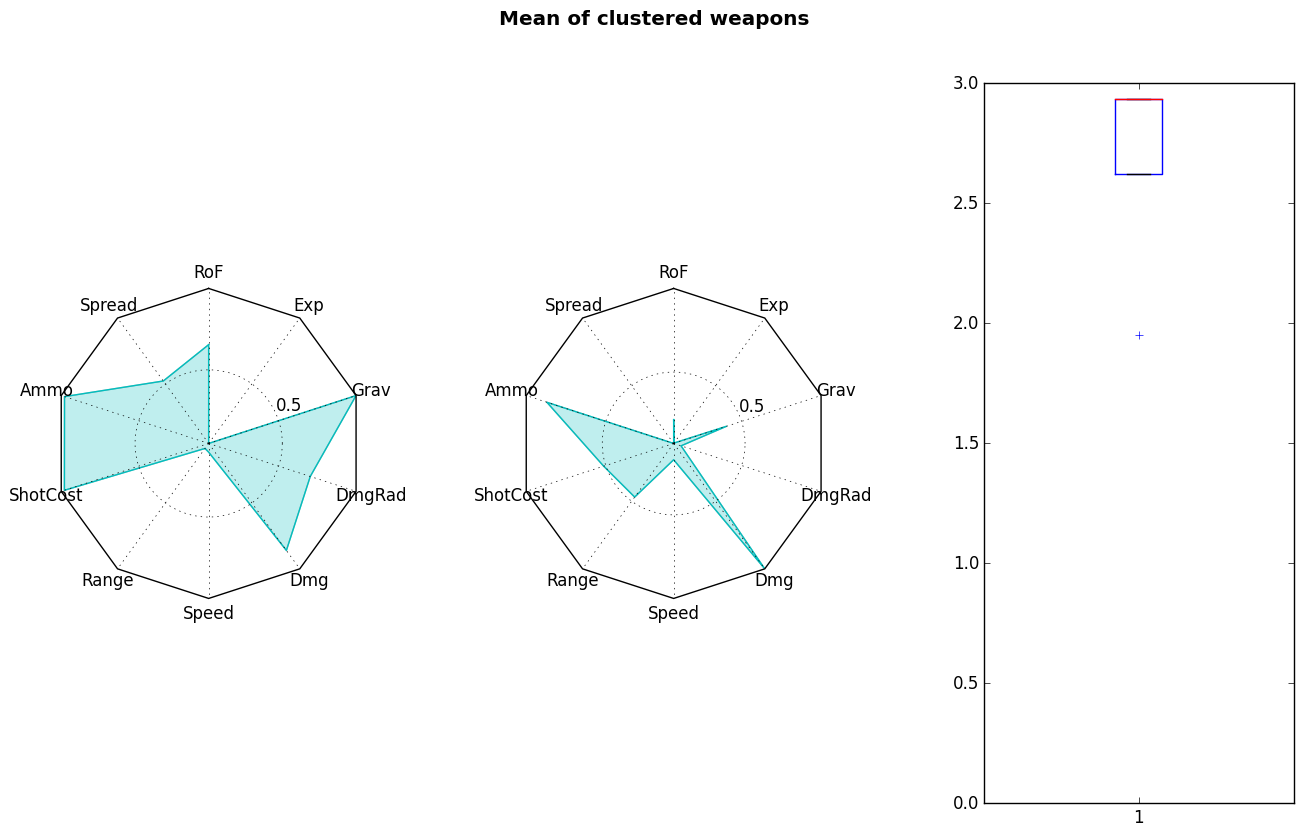 Mean of clustered weapons
RoF
Exp
Grav
DmgRad
Dmg
Speed
Range
ShotCost
Ammo
Spread
0.5
RoF
Exp
Grav
DmgRad
Dmg
Speed
Range
ShotCost
Ammo
Spread
0.5
3.0
2.5
2.0
1.5
1.0
0.5
0.0
1